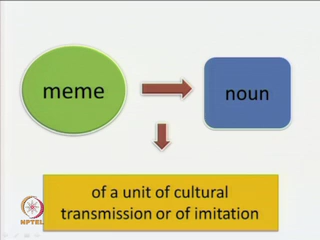 meme
noun
of a unit of cultural
transmission or of imitation
NPTEL